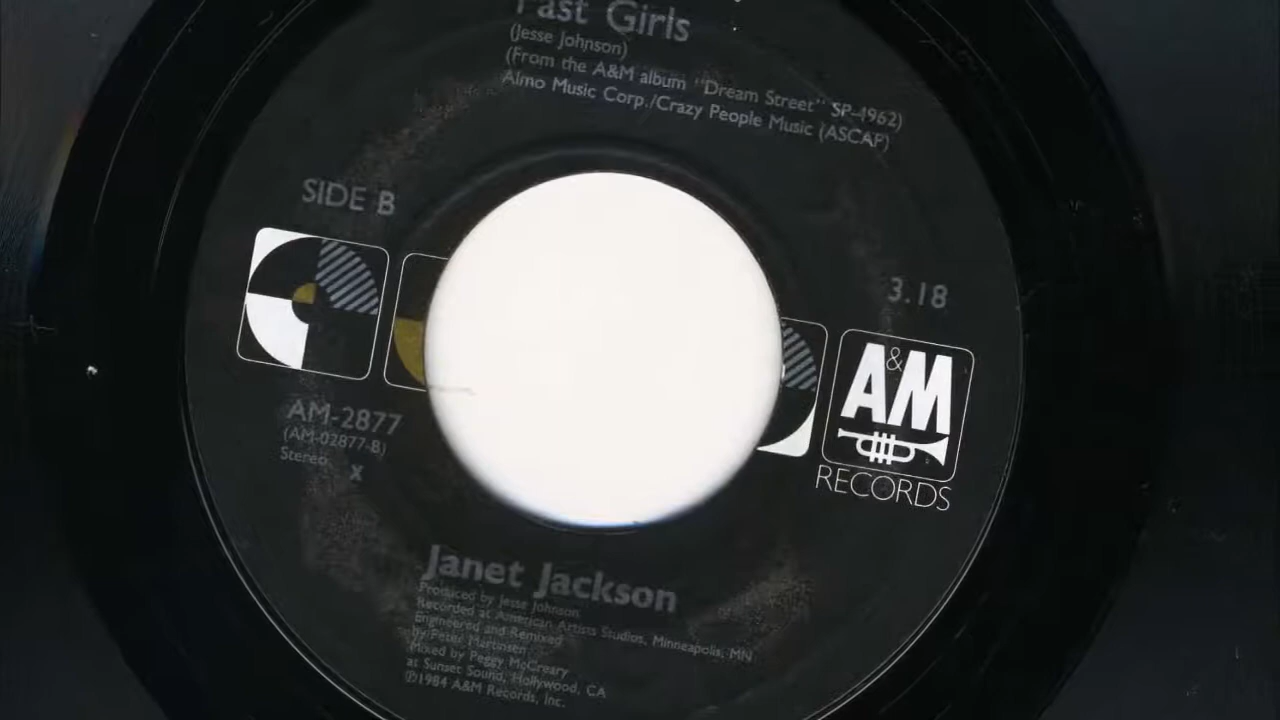 Fast Girls
(Jesse Johnson)
(From the A&M album "Dream Street" SP-4962)
Almo Music Corp./Crazy People Music (ASCAP)
SIDE B
3.18
A&M
RECORDS
AM-2877
(AM-02877-B)
Stereo
X
Janet Jackson
Produced by Jesse Johnson
Recorded at American Artists Studios, Minneapolis, MN
Engineered and Remixed
by Peter Martinsen
Mixed by Peggy McCreary
at Sunset Sound, Hollywood, CA
℗1984 A&M Records, Inc.